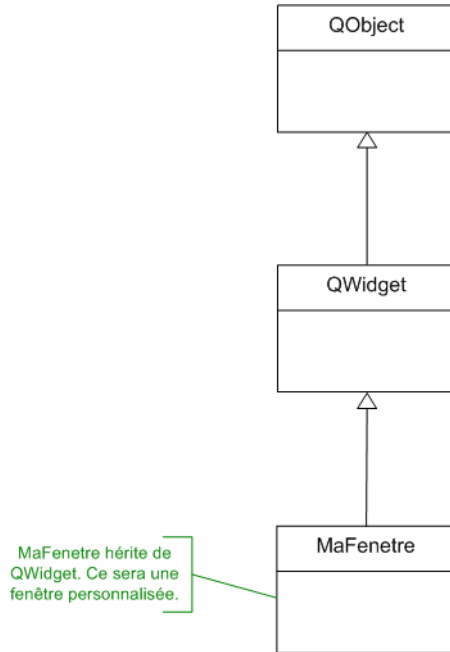 QObject
QWidget
MaFenetre
MaFenetre hérite de
QWidget. Ce sera une
fenêtre personnalisée.